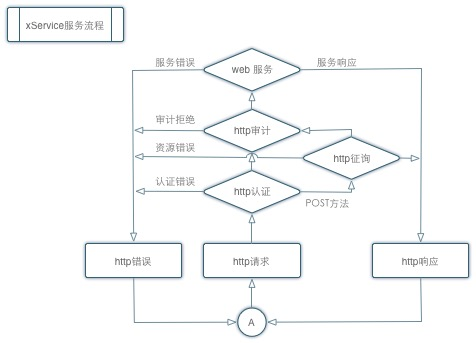 xService服务流程
服务错误
web 服务
服务响应
审计拒绝
http审计
资源错误
http征询
认证错误
http认证
POST方法
http错误
http请求
http响应
A